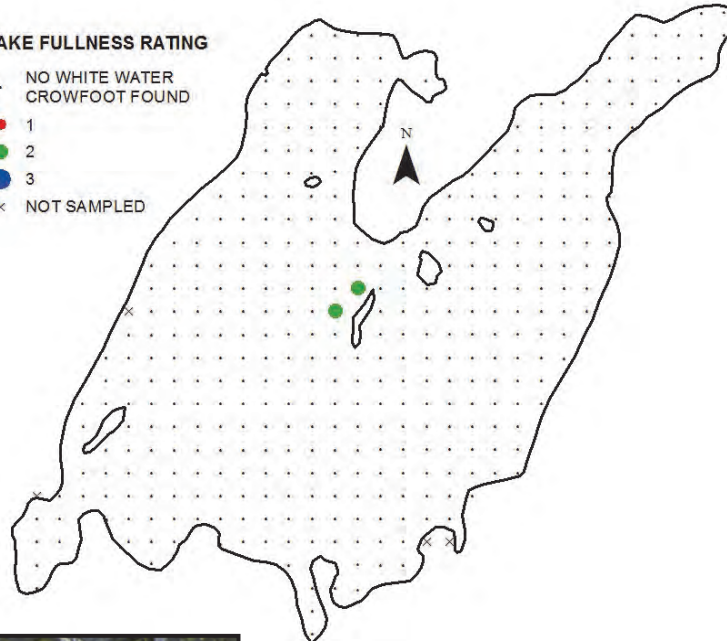 AKE FULLNESS RATING
NO WHITE WATER
CROWFOOT FOUND
1
2
3
NOT SAMPLED
N